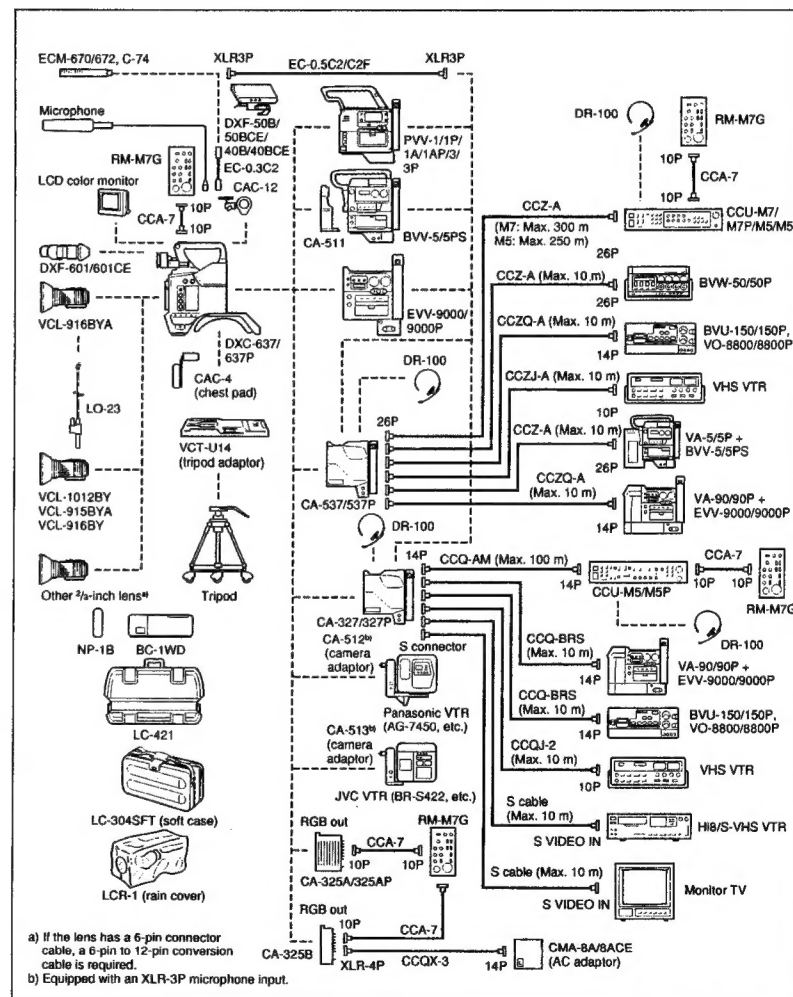 ECM-670/672, C-74
XLR3P
EC-0.5C2/C2F
XLR3P
Microphone
RM-M7G
DXF-50B/
50BCE/
40B/40BCE
EC-0.3C2
LCD color monitor
CCA-7
10P
10P
CAC-12
DXF-601/601CE
VCL-916BYA
DXC-637/
637P
LO-23
CAC-4
(chest pad)
VCT-U14
(tripod adaptor)
VCL-1012BY
VCL-915BYA
VCL-916BY
Other 2/3-inch lens a)
Tripod
NP-1B
BC-1WD
LC-421
LC-304SFT (soft case)
LCR-1 (rain cover)
PVV-1/1P/
1A/1AP/3/
3P
CA-511
BVV-5/5PS
EVV-9000/
9000P
DR-100
26P
CA-537/537P
DR-100
14P
CA-327/327P
CA-512b)
(camera
adaptor)
S connector
Panasonic VTR
(AG-7450, etc.)
CA-513b)
(camera
adaptor)
JVC VTR (BR-S422, etc.)
RGB out
CCA-7
10P
10P
RM-M7G
CA-325A/325AP
RGB out
10P
CCA-7
CA-325B
XLR-4P
CCQX-3
14P
CMA-8A/8ACE
(AC adaptor)
DR-100
RM-M7G
10P
CCA-7
10P
CCZ-A
(M7: Max. 300 m
M5: Max. 250 m)
26P
CCU-M7/
M7P/M5/M5P
CCZ-A (Max. 10 m)
26P
BVW-50/50P
CCZQ-A (Max. 10 m)
14P
BVU-150/150P,
VO-8800/8800P
CCZJ-A (Max. 10 m)
10P
VHS VTR
CCZ-A (Max. 10 m)
26P
VA-5/5P +
BVV-5/5PS
CCZQ-A
(Max. 10 m)
14P
VA-90/90P +
EVV-9000/9000P
CCQ-AM (Max. 100 m)
14P
CCU-M5/M5P
CCA-7
10P
10P
RM-M7G
DR-100
CCQ-BRS
(Max. 10 m)
14P
VA-90/90P +
EVV-9000/9000P
CCQ-BRS
(Max. 10 m)
14P
BVU-150/150P,
VO-8800/8800P
CCQJ-2
(Max. 10 m)
10P
VHS VTR
S cable
(Max. 10 m)
S VIDEO IN
Hi8/S-VHS VTR
S cable (Max. 10 m)
S VIDEO IN
Monitor TV
a) If the lens has a 6-pin connector
cable, a 6-pin to 12-pin conversion
cable is required.
b) Equipped with an XLR-3P microphone input.